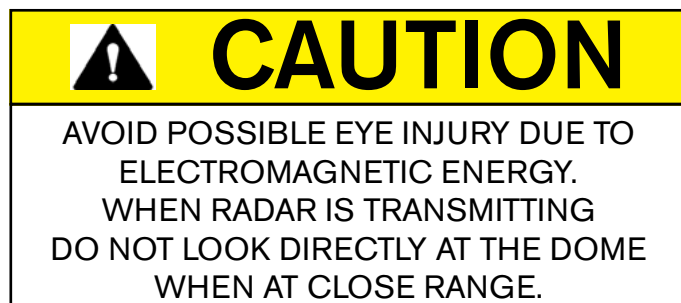 CAUTION
AVOID POSSIBLE EYE INJURY DUE TO
ELECTROMAGNETIC ENERGY.
WHEN RADAR IS TRANSMITTING
DO NOT LOOK DIRECTLY AT THE DOME
WHEN AT CLOSE RANGE.